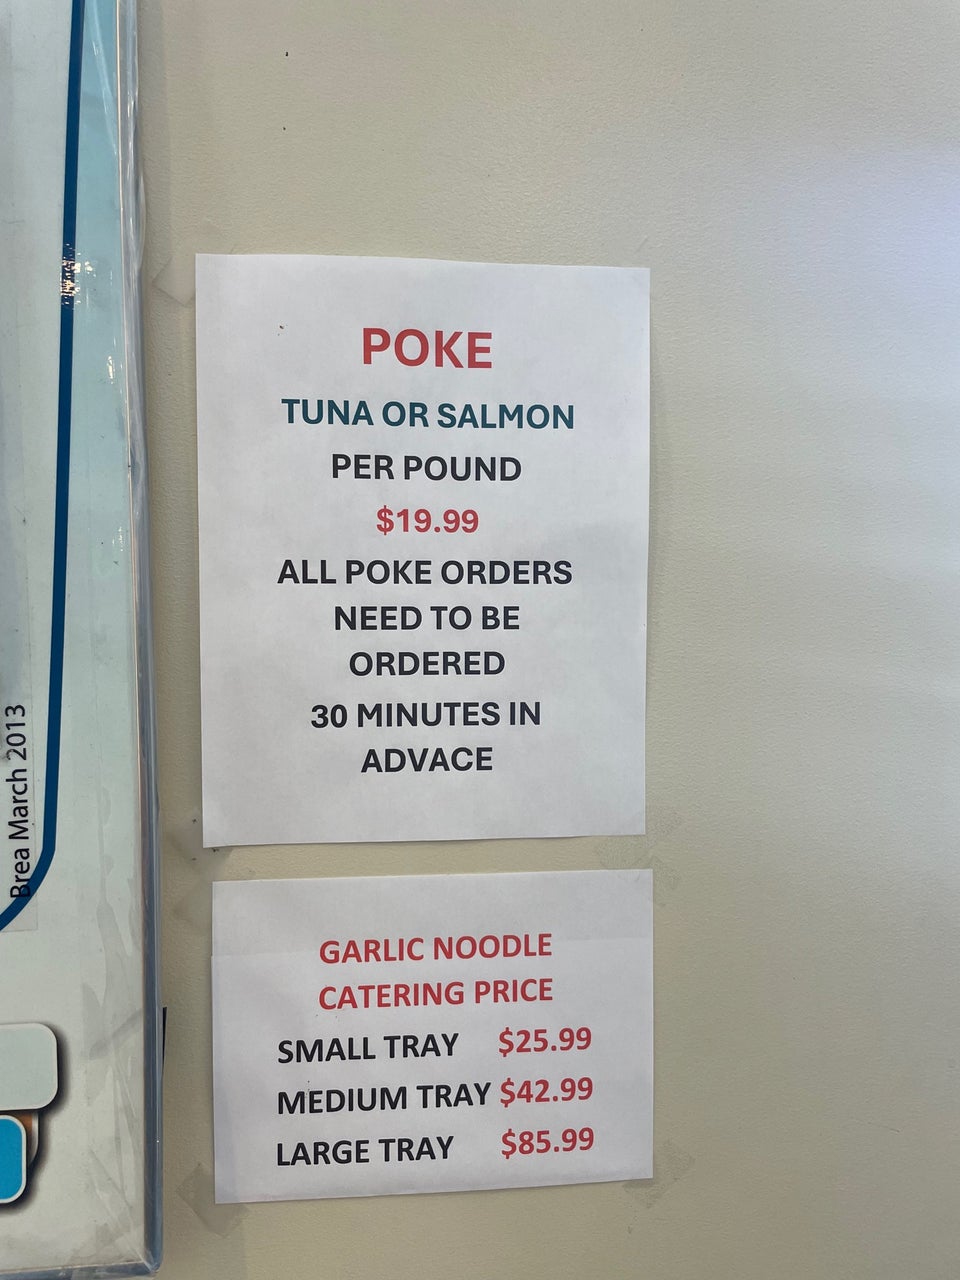 POKE
TUNA OR SALMON
PER POUND
$19.99
ALL POKE ORDERS
NEED TO BE
ORDERED
30 MINUTES IN
ADVACE
GARLIC NOODLE
CATERING PRICE
SMALL TRAY $25.99
MEDIUM TRAY $42.99
LARGE TRAY $85.99
Brea March 2013